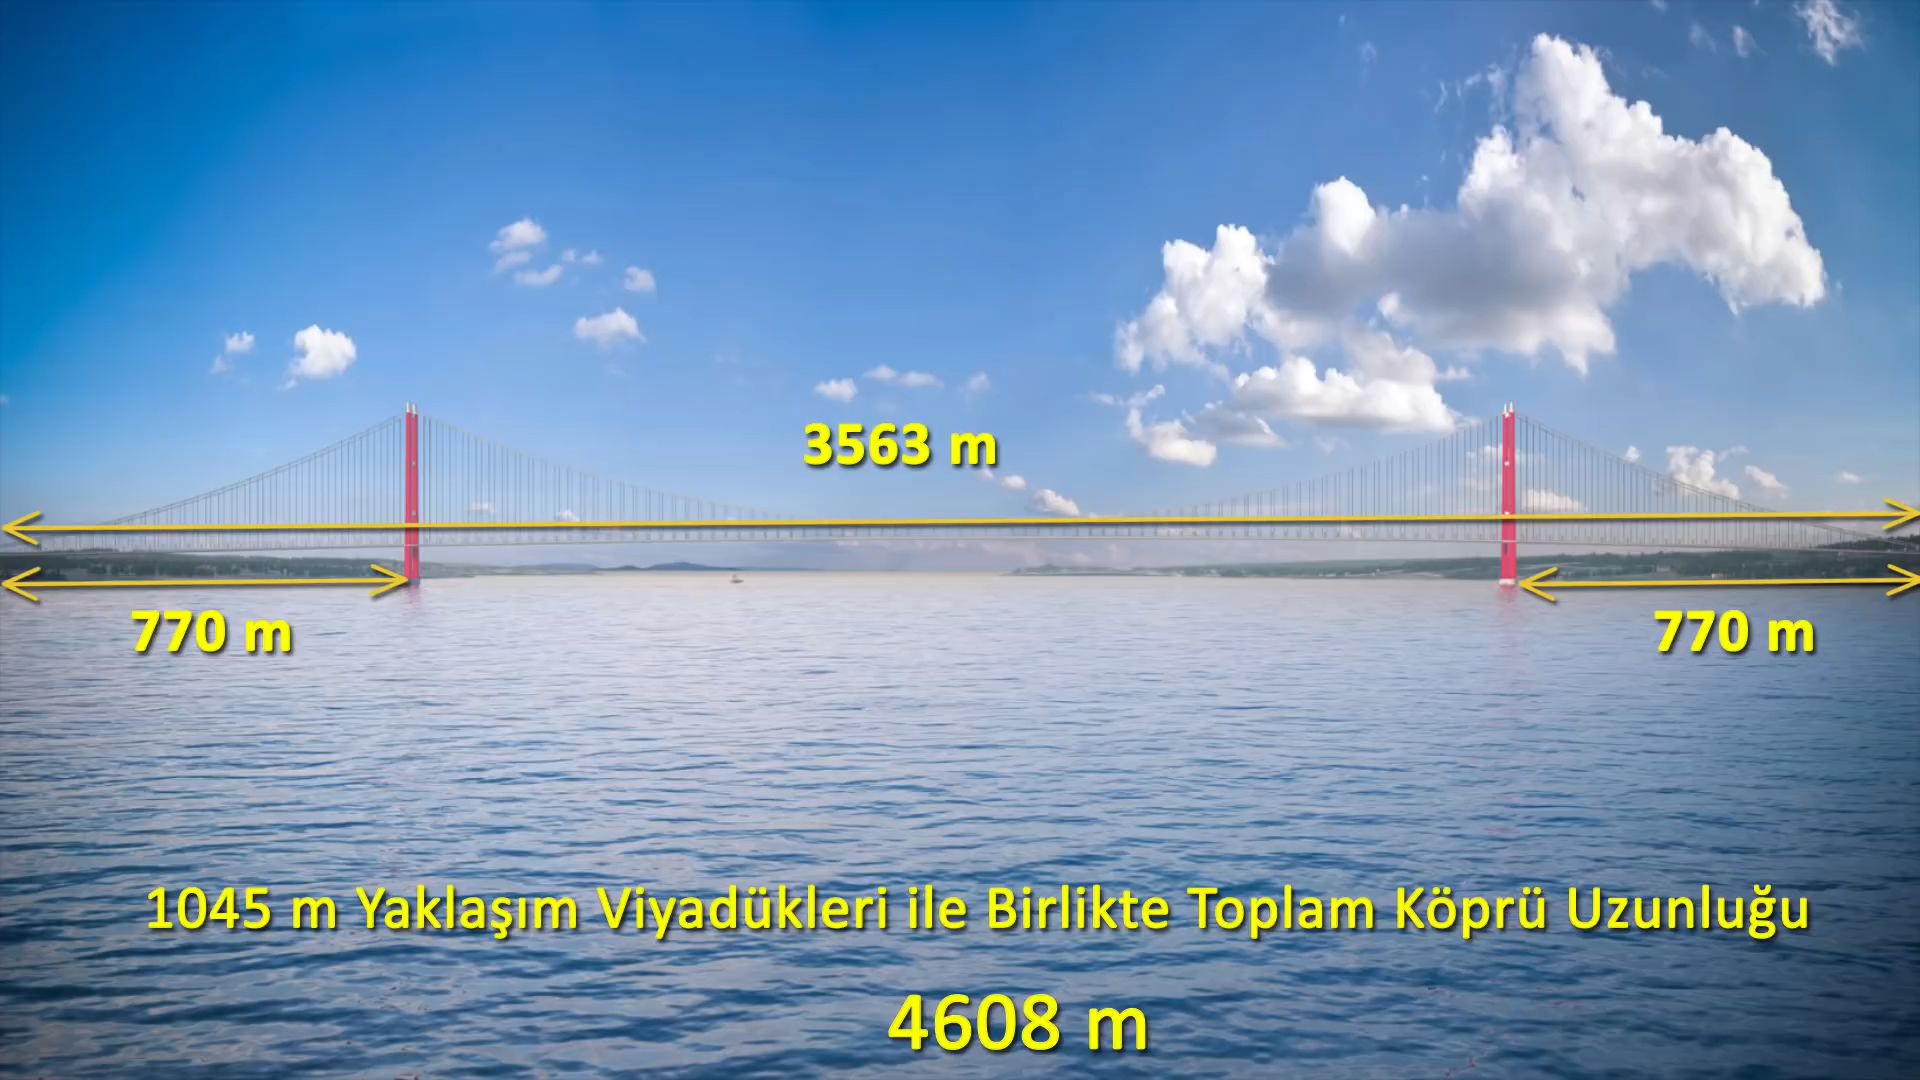 3563 m
770 m
770 m
1045 m Yaklaşım Viyadükleri ile Birlikte Toplam Köprü Uzunluğu
4608 m